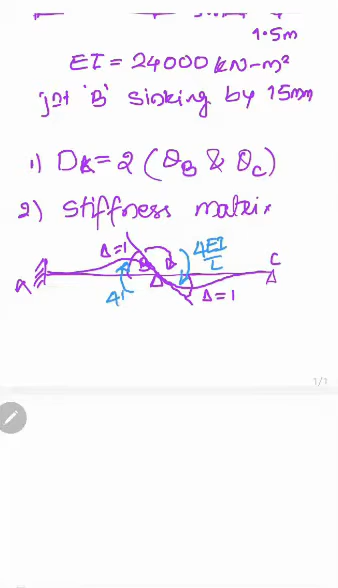 1.5m
EI = 24000 kN-m²
jnt 'B' sinking by 15mm
1) Dk = 2 (θB & θC)
2) stiffness matrix
Δ=1 B 4EI/L C
A 4 Δ=1
1/1